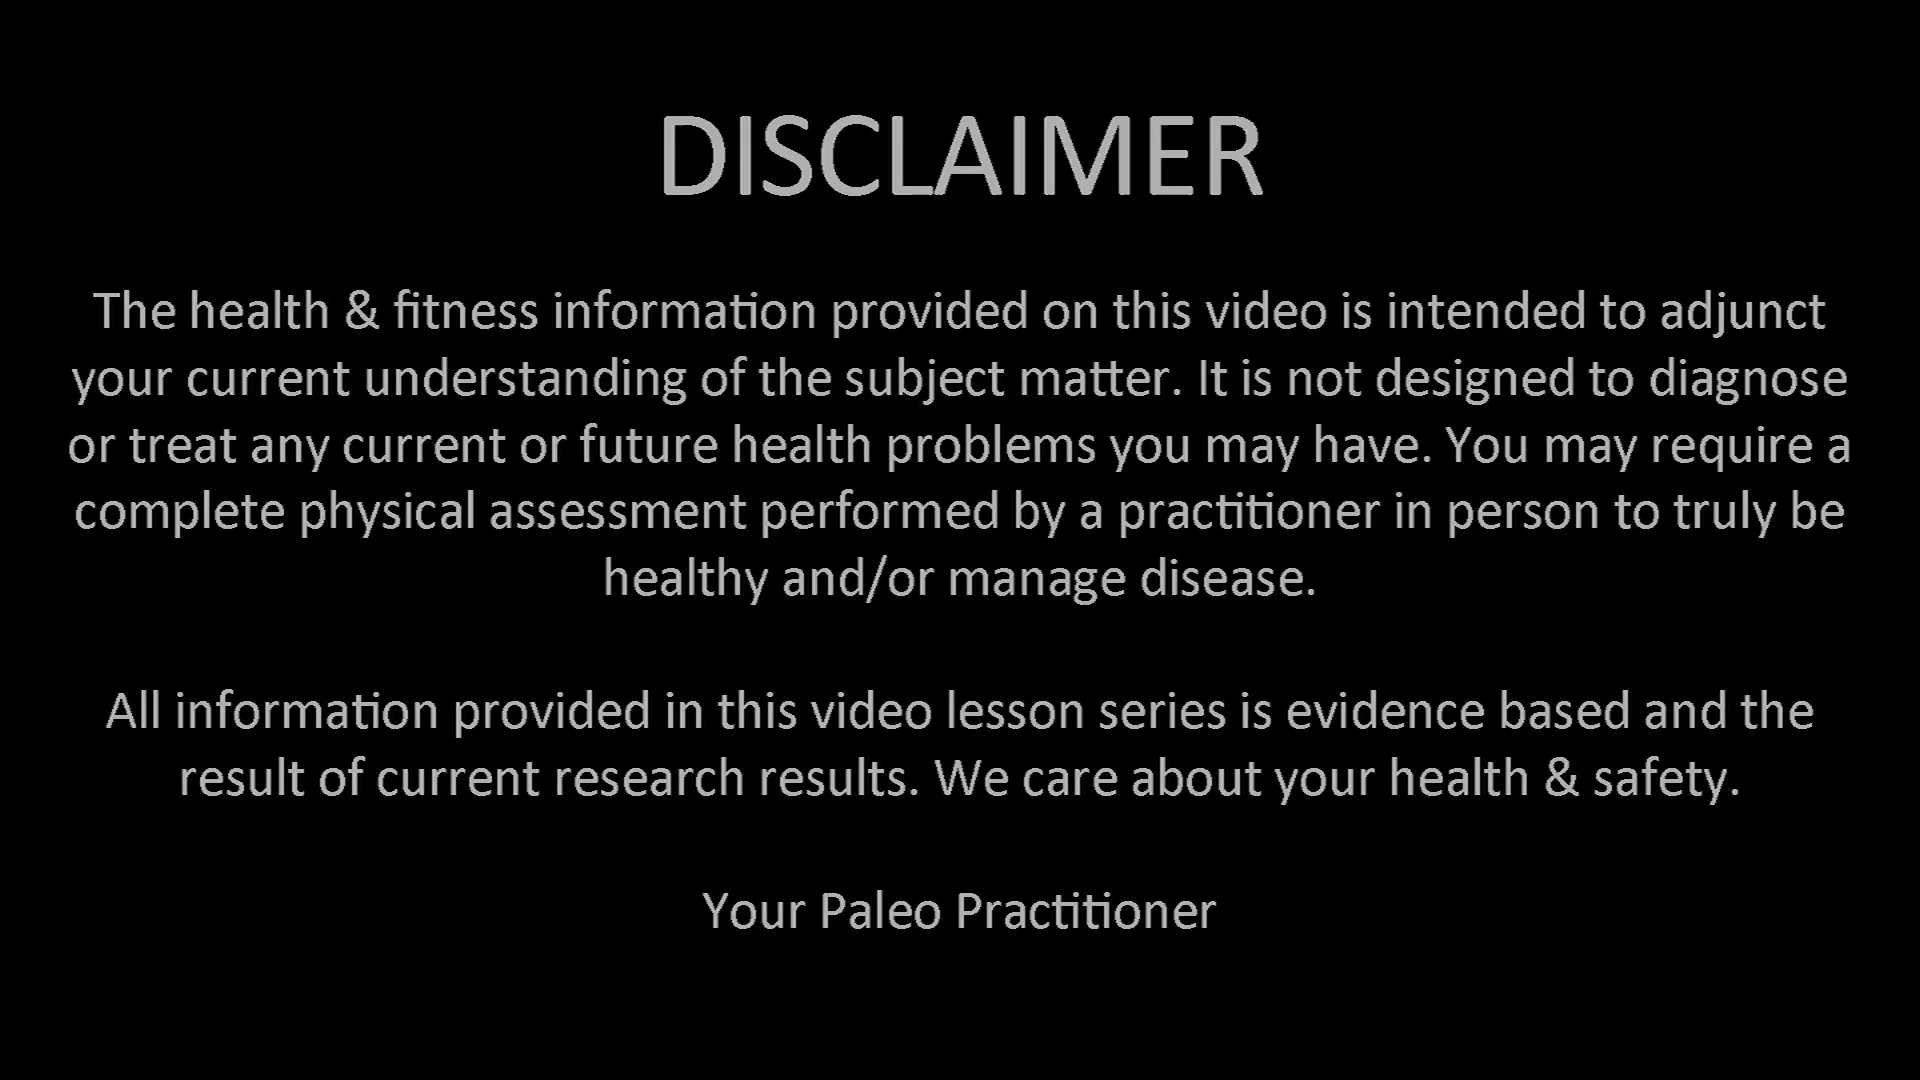 DISCLAIMER
The health & fitness information provided on this video is intended to adjunct
your current understanding of the subject matter. It is not designed to diagnose
or treat any current or future health problems you may have. You may require a
complete physical assessment performed by a practitioner in person to truly be
healthy and/or manage disease.
All information provided in this video lesson series is evidence based and the
result of current research results. We care about your health & safety.
Your Paleo Practitioner